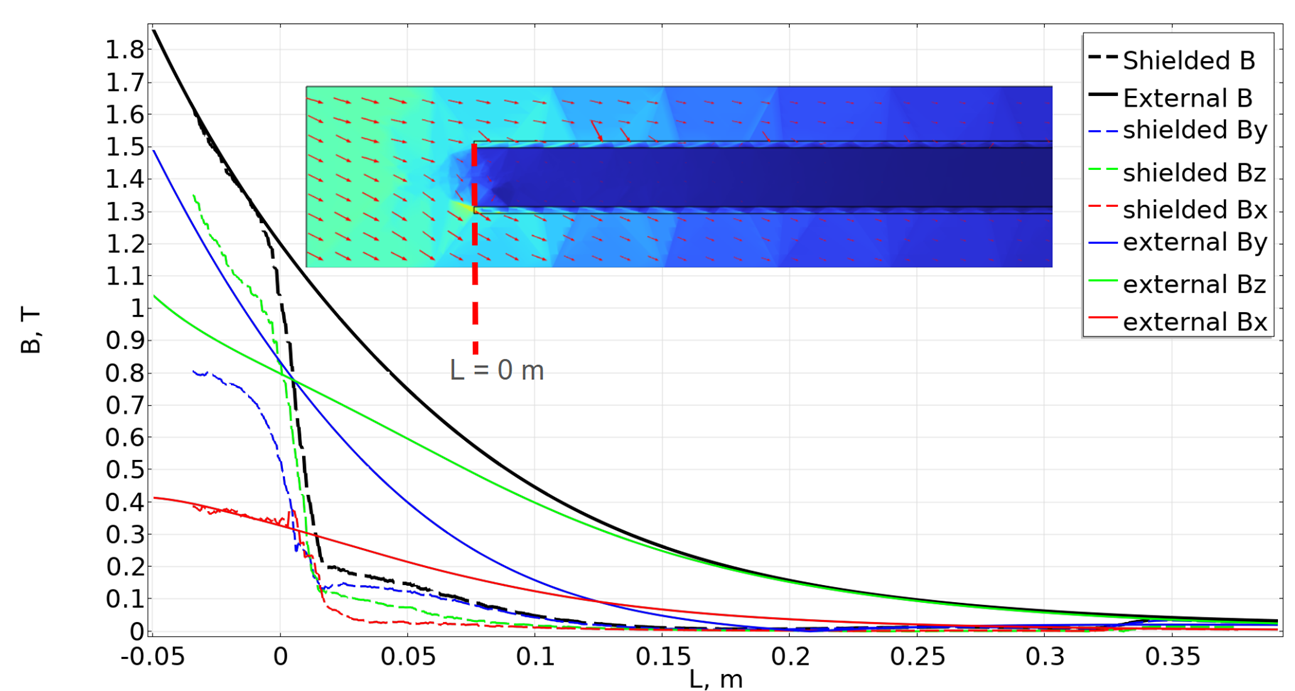 1.8
1.7
1.6
1.5
1.4
1.3
1.2
1.1
1
0.9
0.8
0.7
0.6
0.5
0.4
0.3
0.2
0.1
0
B, T
-0.05
0
0.05
0.1
0.15
0.2
0.25
0.3
0.35
L, m
L = 0 m
Shielded B
External B
shielded By
shielded Bz
shielded Bx
external By
external Bz
external Bx